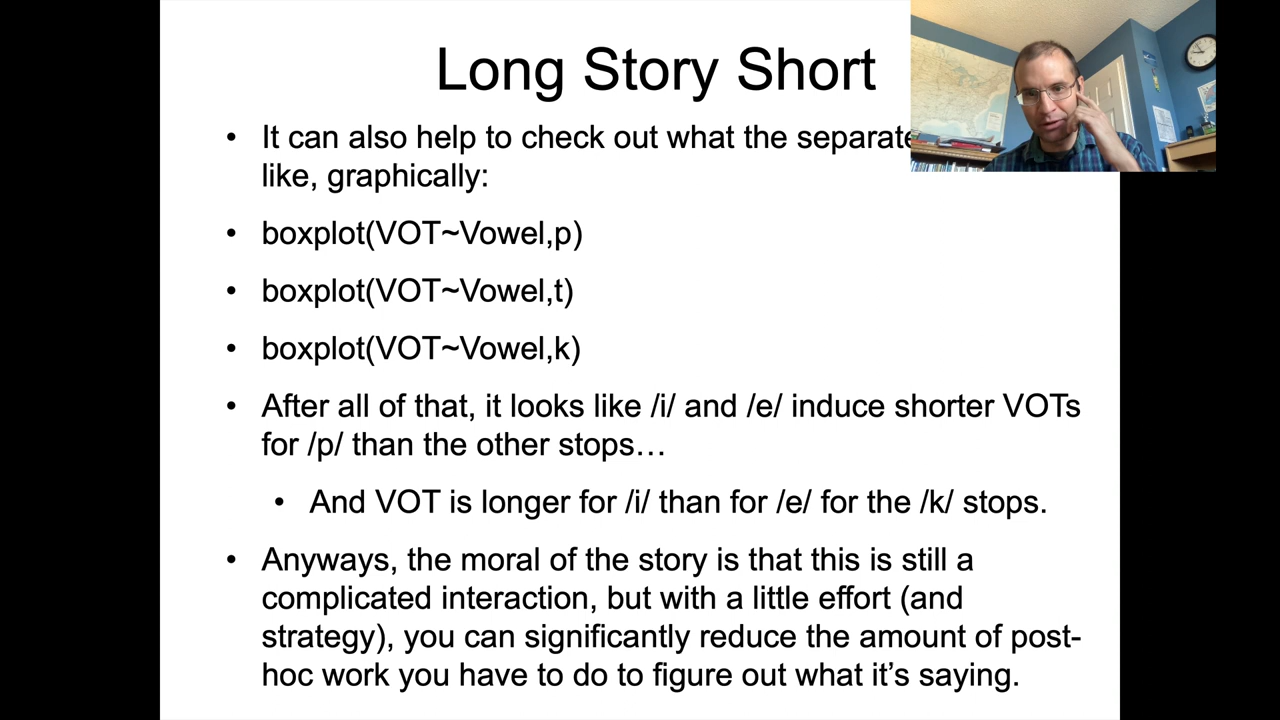 Long Story Short
• It can also help to check out what the separate
like, graphically:
• boxplot(VOT~Vowel,p)
• boxplot(VOT~Vowel,t)
• boxplot(VOT~Vowel,k)
• After all of that, it looks like /i/ and /e/ induce shorter VOTs
for /p/ than the other stops…
• And VOT is longer for /i/ than for /e/ for the /k/ stops.
• Anyways, the moral of the story is that this is still a
complicated interaction, but with a little effort (and
strategy), you can significantly reduce the amount of post-
hoc work you have to do to figure out what it’s saying.